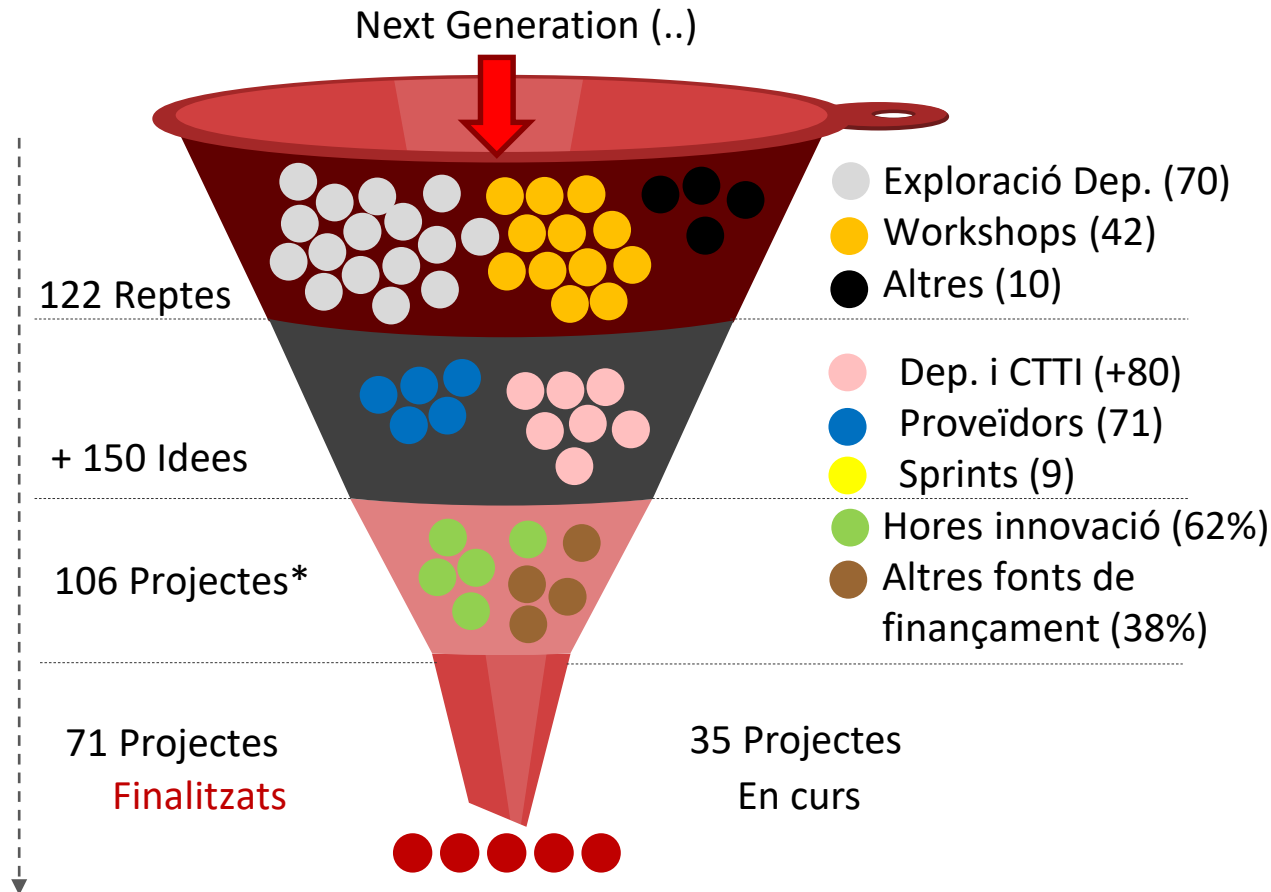 Next Generation (..)
Exploració Dep. (70)
Workshops (42)
Altres (10)
122 Reptes
Dep. i CTTI (+80)
Proveïdors (71)
Sprints (9)
+ 150 Idees
Hores innovació (62%)
Altres fonts de
finançament (38%)
106 Projectes*
71 Projectes
Finalitzats
35 Projectes
En curs